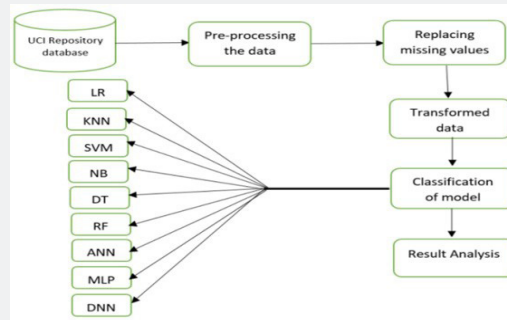 UCI Repository
database
Pre-processing
the data
Replacing
missing values
Transformed
data
Classification
of model
Result Analysis
LR
KNN
SVM
NB
DT
RF
ANN
MLP
DNN